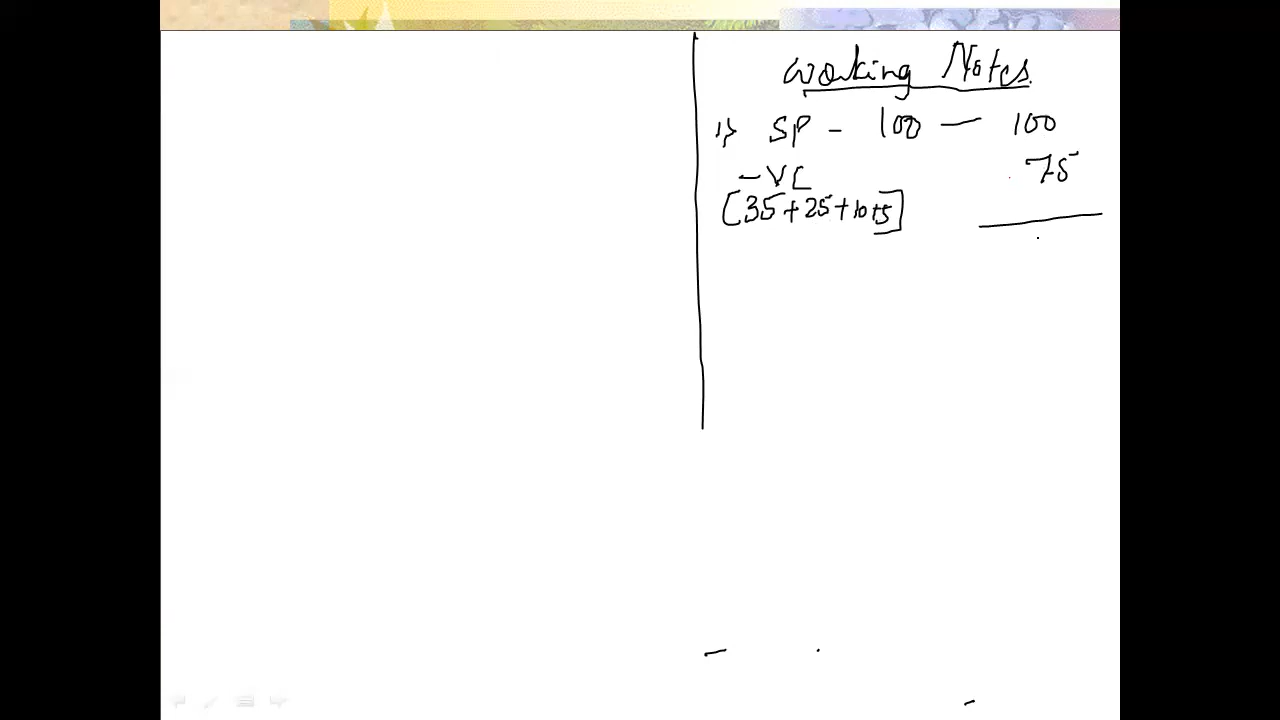 Working Notes
1) SP - 100 — 100
- VC 75
[35+25+10+5]